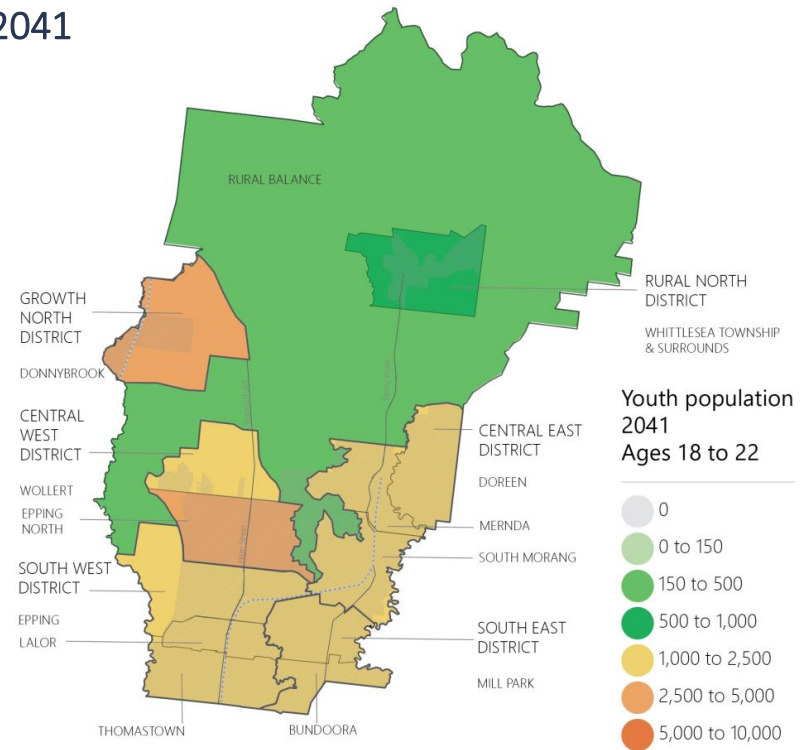 2041
RURAL BALANCE
GROWTH
NORTH
DISTRICT
DONNYBROOK
CENTRAL
WEST
DISTRICT
WOLLERT
EPPING
NORTH
SOUTH WEST
DISTRICT
EPPING
LALOR
THOMASTOWN
BUNDOORA
RURAL NORTH
DISTRICT
WHITTLESEA TOWNSHIP
& SURROUNDS
CENTRAL EAST
DISTRICT
DOREEN
MERNDA
SOUTH MORANG
SOUTH EAST
DISTRICT
MILL PARK
Youth population
2041
Ages 18 to 22
0
0 to 150
150 to 500
500 to 1,000
1,000 to 2,500
2,500 to 5,000
5,000 to 10,000